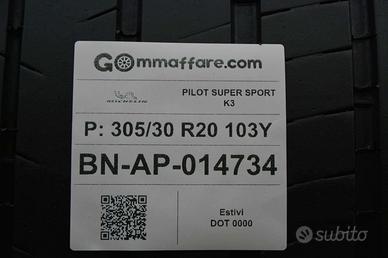 GOmmaffare.com
MICHELIN
PILOT SUPER SPORT
K3
P: 305/30 R20 103Y
BN-AP-014734
Estivi
DOT 0000
subito